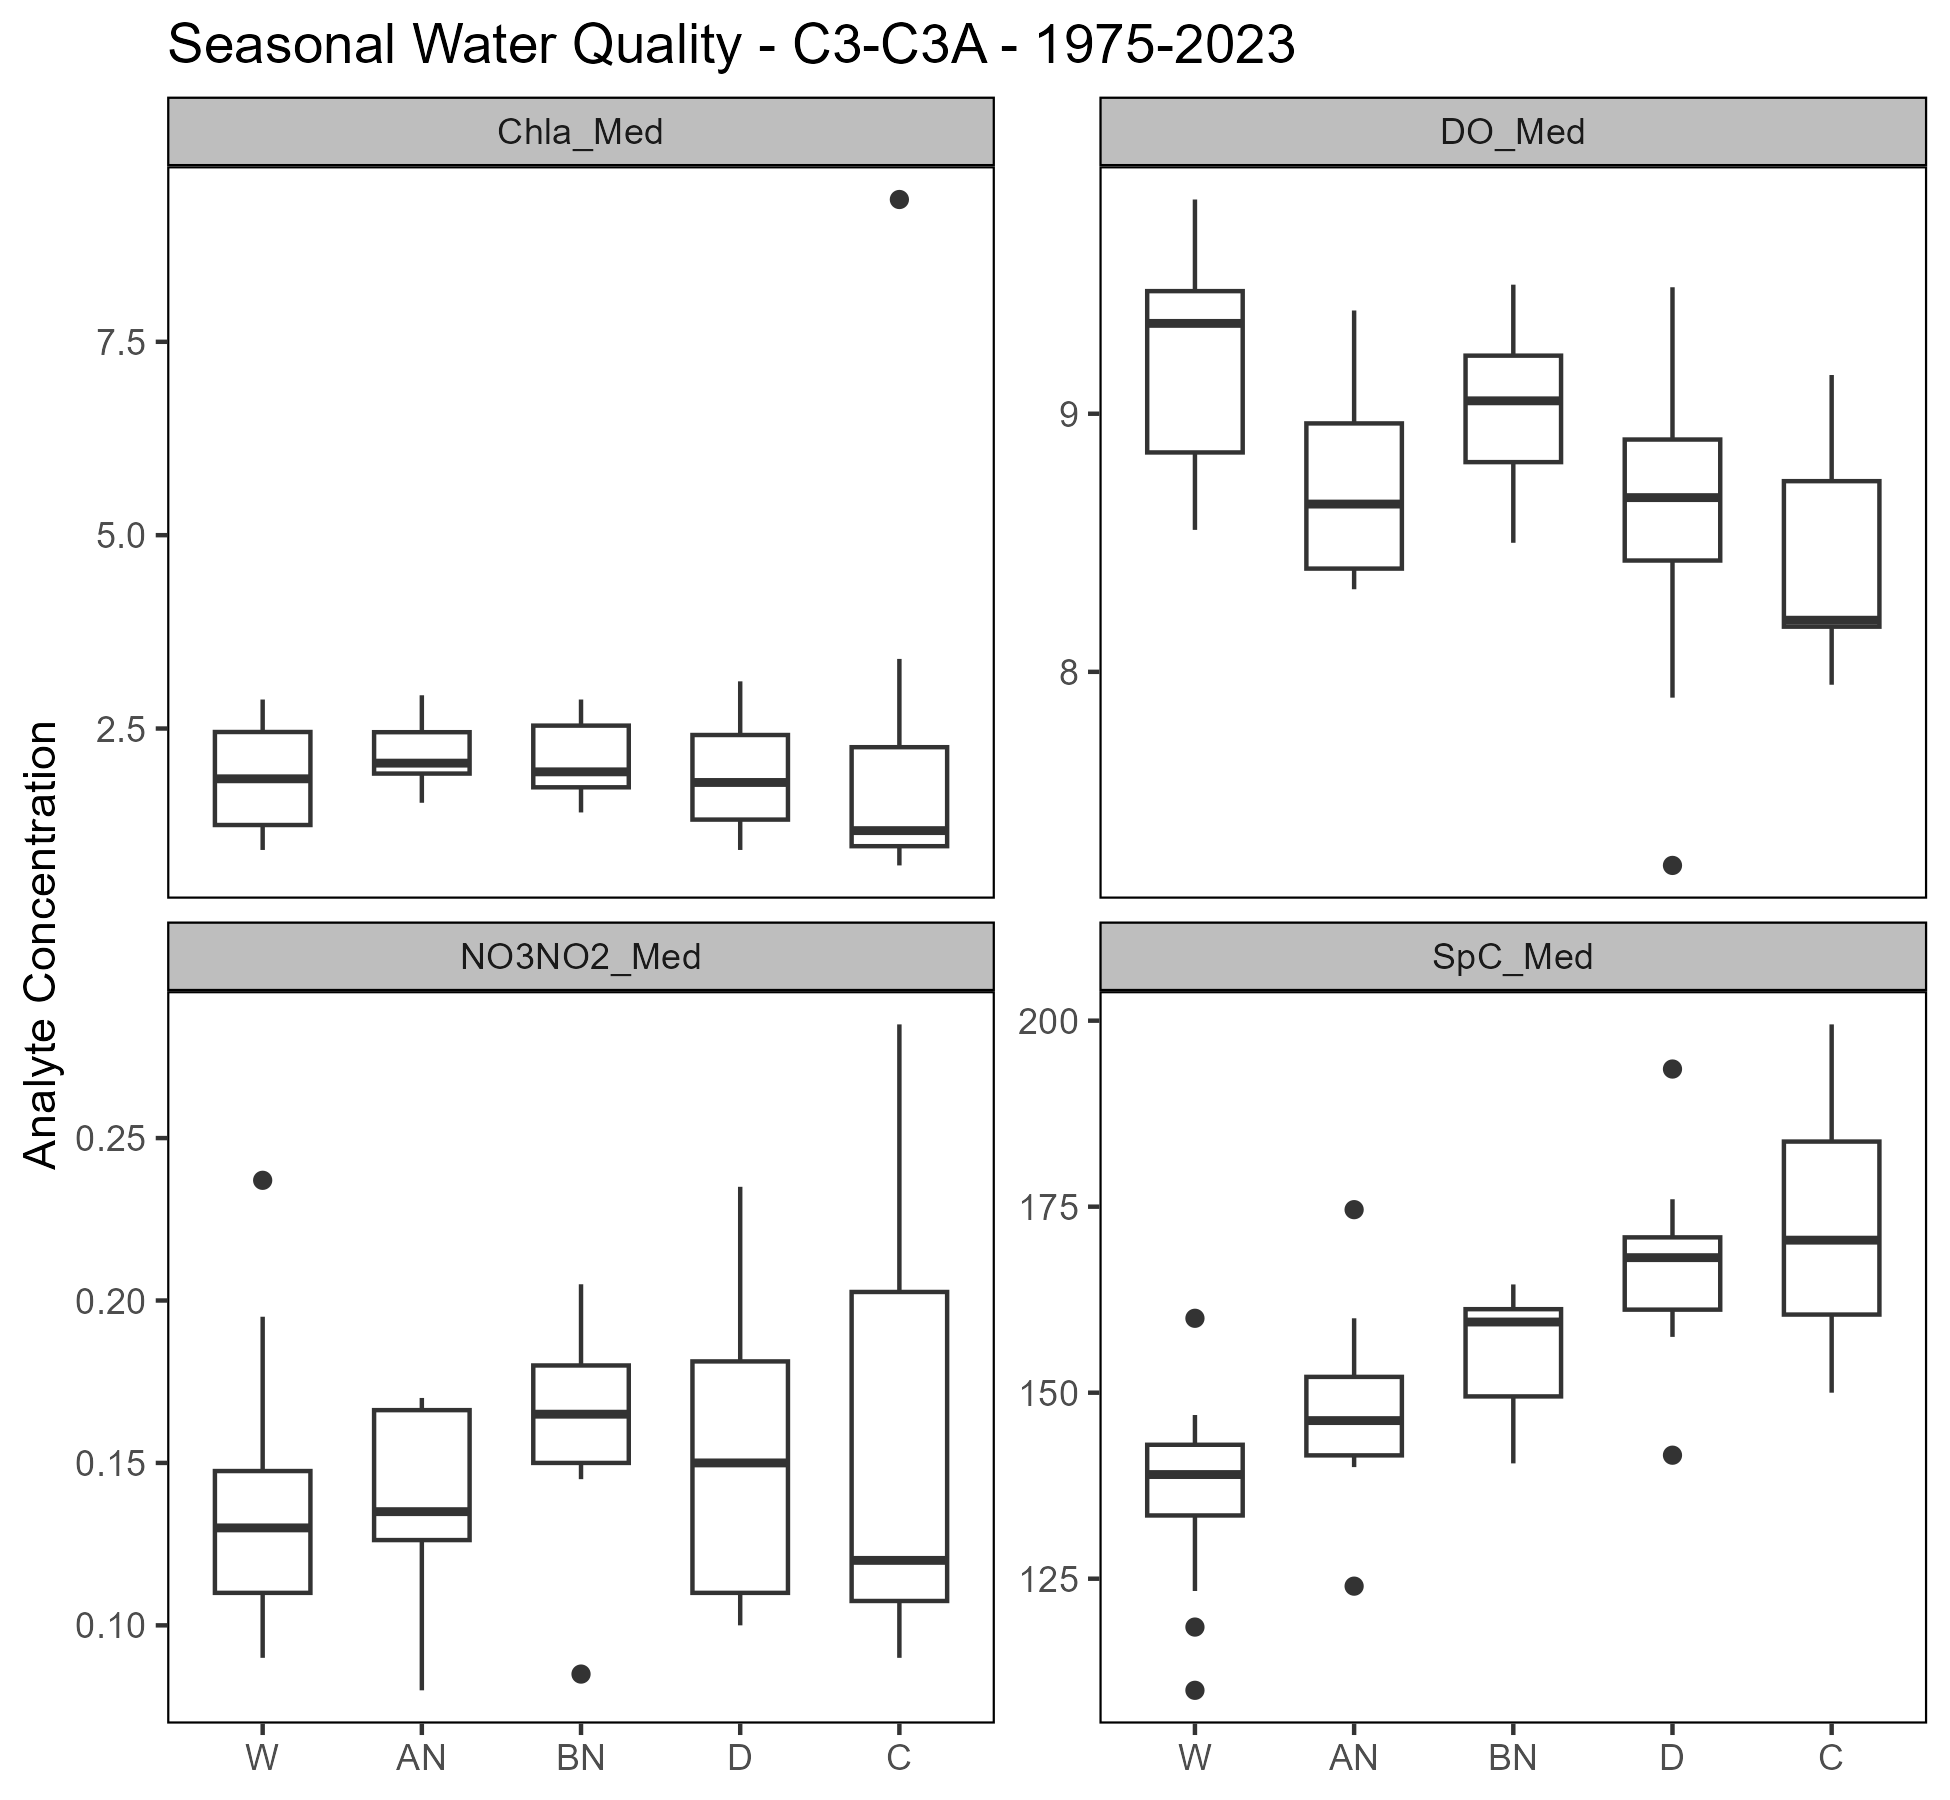 Seasonal Water Quality - C3-C3A - 1975-2023
Chla_Med
DO_Med
7.5
5.0
2.5
9
8
Analyte Concentration
NO3NO2_Med
SpC_Med
0.25
0.20
0.15
0.10
200
175
150
125
W AN BN D C
W AN BN D C